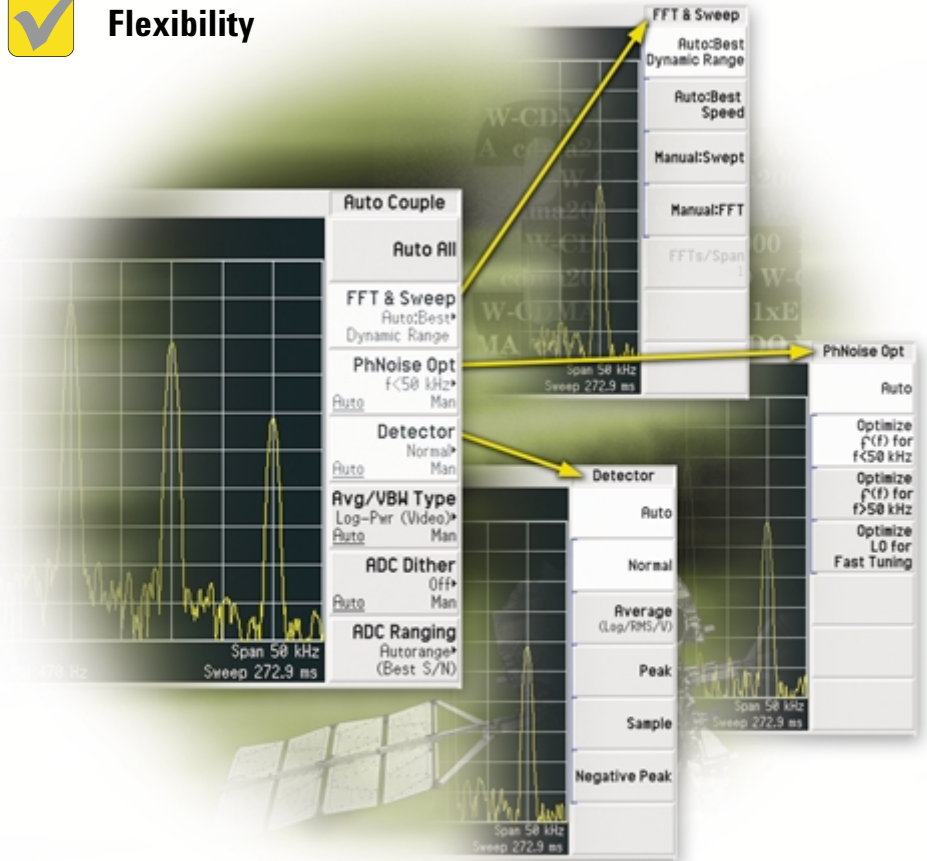 Flexibility
Auto Couple
Auto All
FFT & Sweep
Auto:Best
Dynamic Range
PhNoise Opt
f<50 kHz
Auto Man
Detector
Normal
Auto Man
Avg/VBW Type
Log-Pwr (Video)
Auto Man
ADC Dither
Off
Auto Man
ADC Ranging
Autorange
(Best S/N)
Span 50 kHz
Sweep 272.9 ms
FFT & Sweep
Auto:Best
Dynamic Range
Auto:Best
Speed
Manual:Swept
Manual:FFT
FFTs/Span
1
Span 50 kHz
Sweep 272.9 ms
PhNoise Opt
Auto
Optimize
ℒ(f) for
f<50 kHz
Optimize
ℒ(f) for
f>50 kHz
Optimize
LO for
Fast Tuning
Span 50 kHz
Sweep 272.9 ms
Detector
Auto
Normal
Average
(Log/RMS/V)
Peak
Sample
Negative Peak
Span 50 kHz
Sweep 272.9 ms